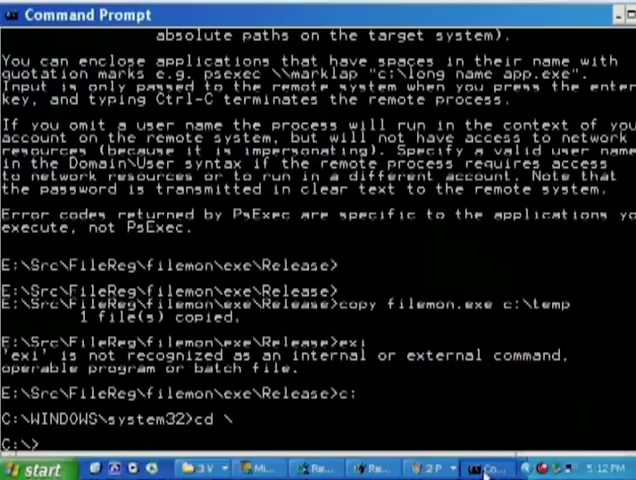 Command Prompt
absolute paths on the target system).
You can enclose applications that have spaces in their name with
quotation marks e.g. psexec \\marklap "c:\long name app.exe".
Input is only passed to the remote system when you press the enter
key, and typing Ctrl-C terminates the remote process.
If you omit a user name the process will run in the context of you
account on the remote system, but will not have access to network
resources (because it is impersonating). Specify a valid user name
in the Domain\User syntax if the remote process requires access
to network resources or to run in a different account. Note that
the password is transmitted in clear text to the remote system.
Error codes returned by PsExec are specific to the applications yo
execute, not PsExec.
E:\Src\FileReg\filemon\exe\Release>
E:\Src\FileReg\filemon\exe\Release>
E:\Src\FileReg\filemon\exe\Release>copy filemon.exe c:\temp
1 file(s) copied.
E:\Src\FileReg\filemon\exe\Release>exi
'exi' is not recognized as an internal or external command,
operable program or batch file.
E:\Src\FileReg\filemon\exe\Release>c:
C:\WINDOWS\system32>cd \
C:\>
start 3 V Mi... Re... Re... 2 P Co... 5:12 PM